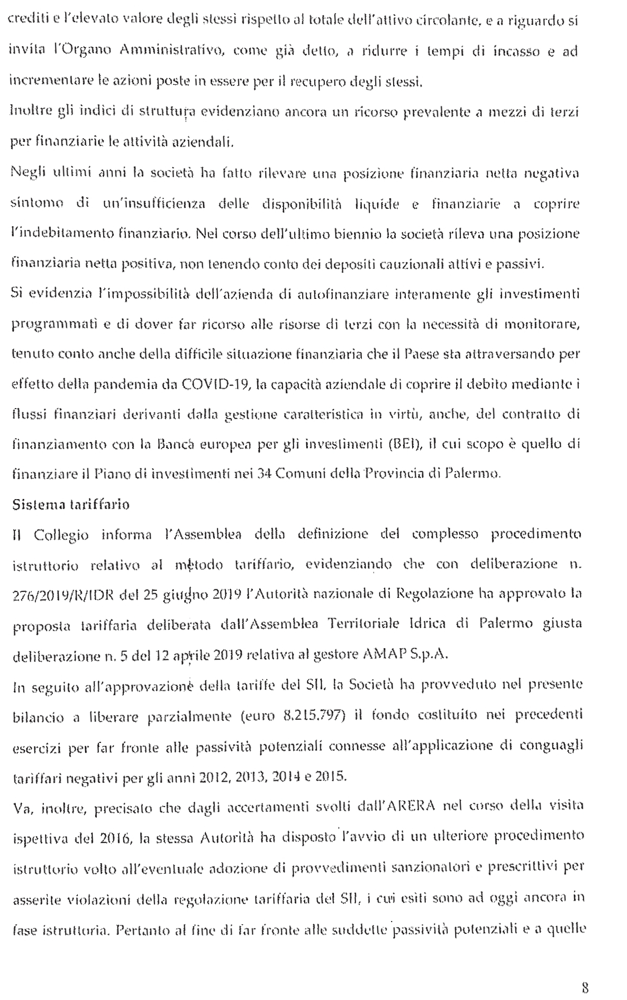 crediti e l'elevato valore degli stessi rispetto al totale dell'attivo circolante, e a riguardo si
invita l'Organo Amministrativo, come già detto, a ridurre i tempi di incasso e ad
incrementare le azioni poste in essere per il recupero degli stessi.
Inoltre gli indici di struttura evidenziano ancora un ricorso prevalente a mezzi di terzi
per finanziarie le attività aziendali.
Negli ultimi anni la società ha fatto rilevare una posizione finanziaria netta negativa
sintomo di un'insufficienza delle disponibilità liquide e finanziarie a coprire
l'indebitamento finanziario. Nel corso dell'ultimo biennio la società rileva una posizione
finanziaria netta positiva, non tenendo conto dei depositi cauzionali attivi e passivi.
Si evidenzia l'impossibilità dell'azienda di autofinanziare interamente gli investimenti
programmati e di dover far ricorso alle risorse di terzi con la necessità di monitorare,
tenuto conto anche della difficile situazione finanziaria che il Paese sta attraversando per
effetto della pandemia da COVID-19, la capacità aziendale di coprire il debito mediante i
flussi finanziari derivanti dalla gestione caratteristica in virtù, anche, del contratto di
finanziamento con la Banca europea per gli investimenti (BEI), il cui scopo è quello di
finanziare il Piano di investimenti nei 34 Comuni della Provincia di Palermo.
Sistema tariffario
Il Collegio informa l'Assemblea della definizione del complesso procedimento
istruttorio relativo al metodo tariffario, evidenziando che con deliberazione n.
276/2019/R/IDR del 25 giugno 2019 l'Autorità nazionale di Regolazione ha approvato la
proposta tariffaria deliberata dall'Assemblea Territoriale Idrica di Palermo giusta
deliberazione n. 5 del 12 aprile 2019 relativa al gestore AMAP S.p.A.
In seguito all'approvazione della tariffe del SII, la Società ha provveduto nel presente
bilancio a liberare parzialmente (euro 8.215.797) il fondo costituito nei precedenti
esercizi per far fronte alle passività potenziali connesse all'applicazione di conguagli
tariffari negativi per gli anni 2012, 2013, 2014 e 2015.
Va, inoltre, precisato che dagli accertamenti svolti dall'ARERA nel corso della visita
ispettiva del 2016, la stessa Autorità ha disposto l'avvio di un ulteriore procedimento
istruttorio volto all'eventuale adozione di provvedimenti sanzionatori e prescrittivi per
asserite violazioni della regolazione tariffaria del SII, i cui esiti sono ad oggi ancora in
fase istruttoria. Pertanto al fine di far fronte alle suddette passività potenziali e a quelle
8